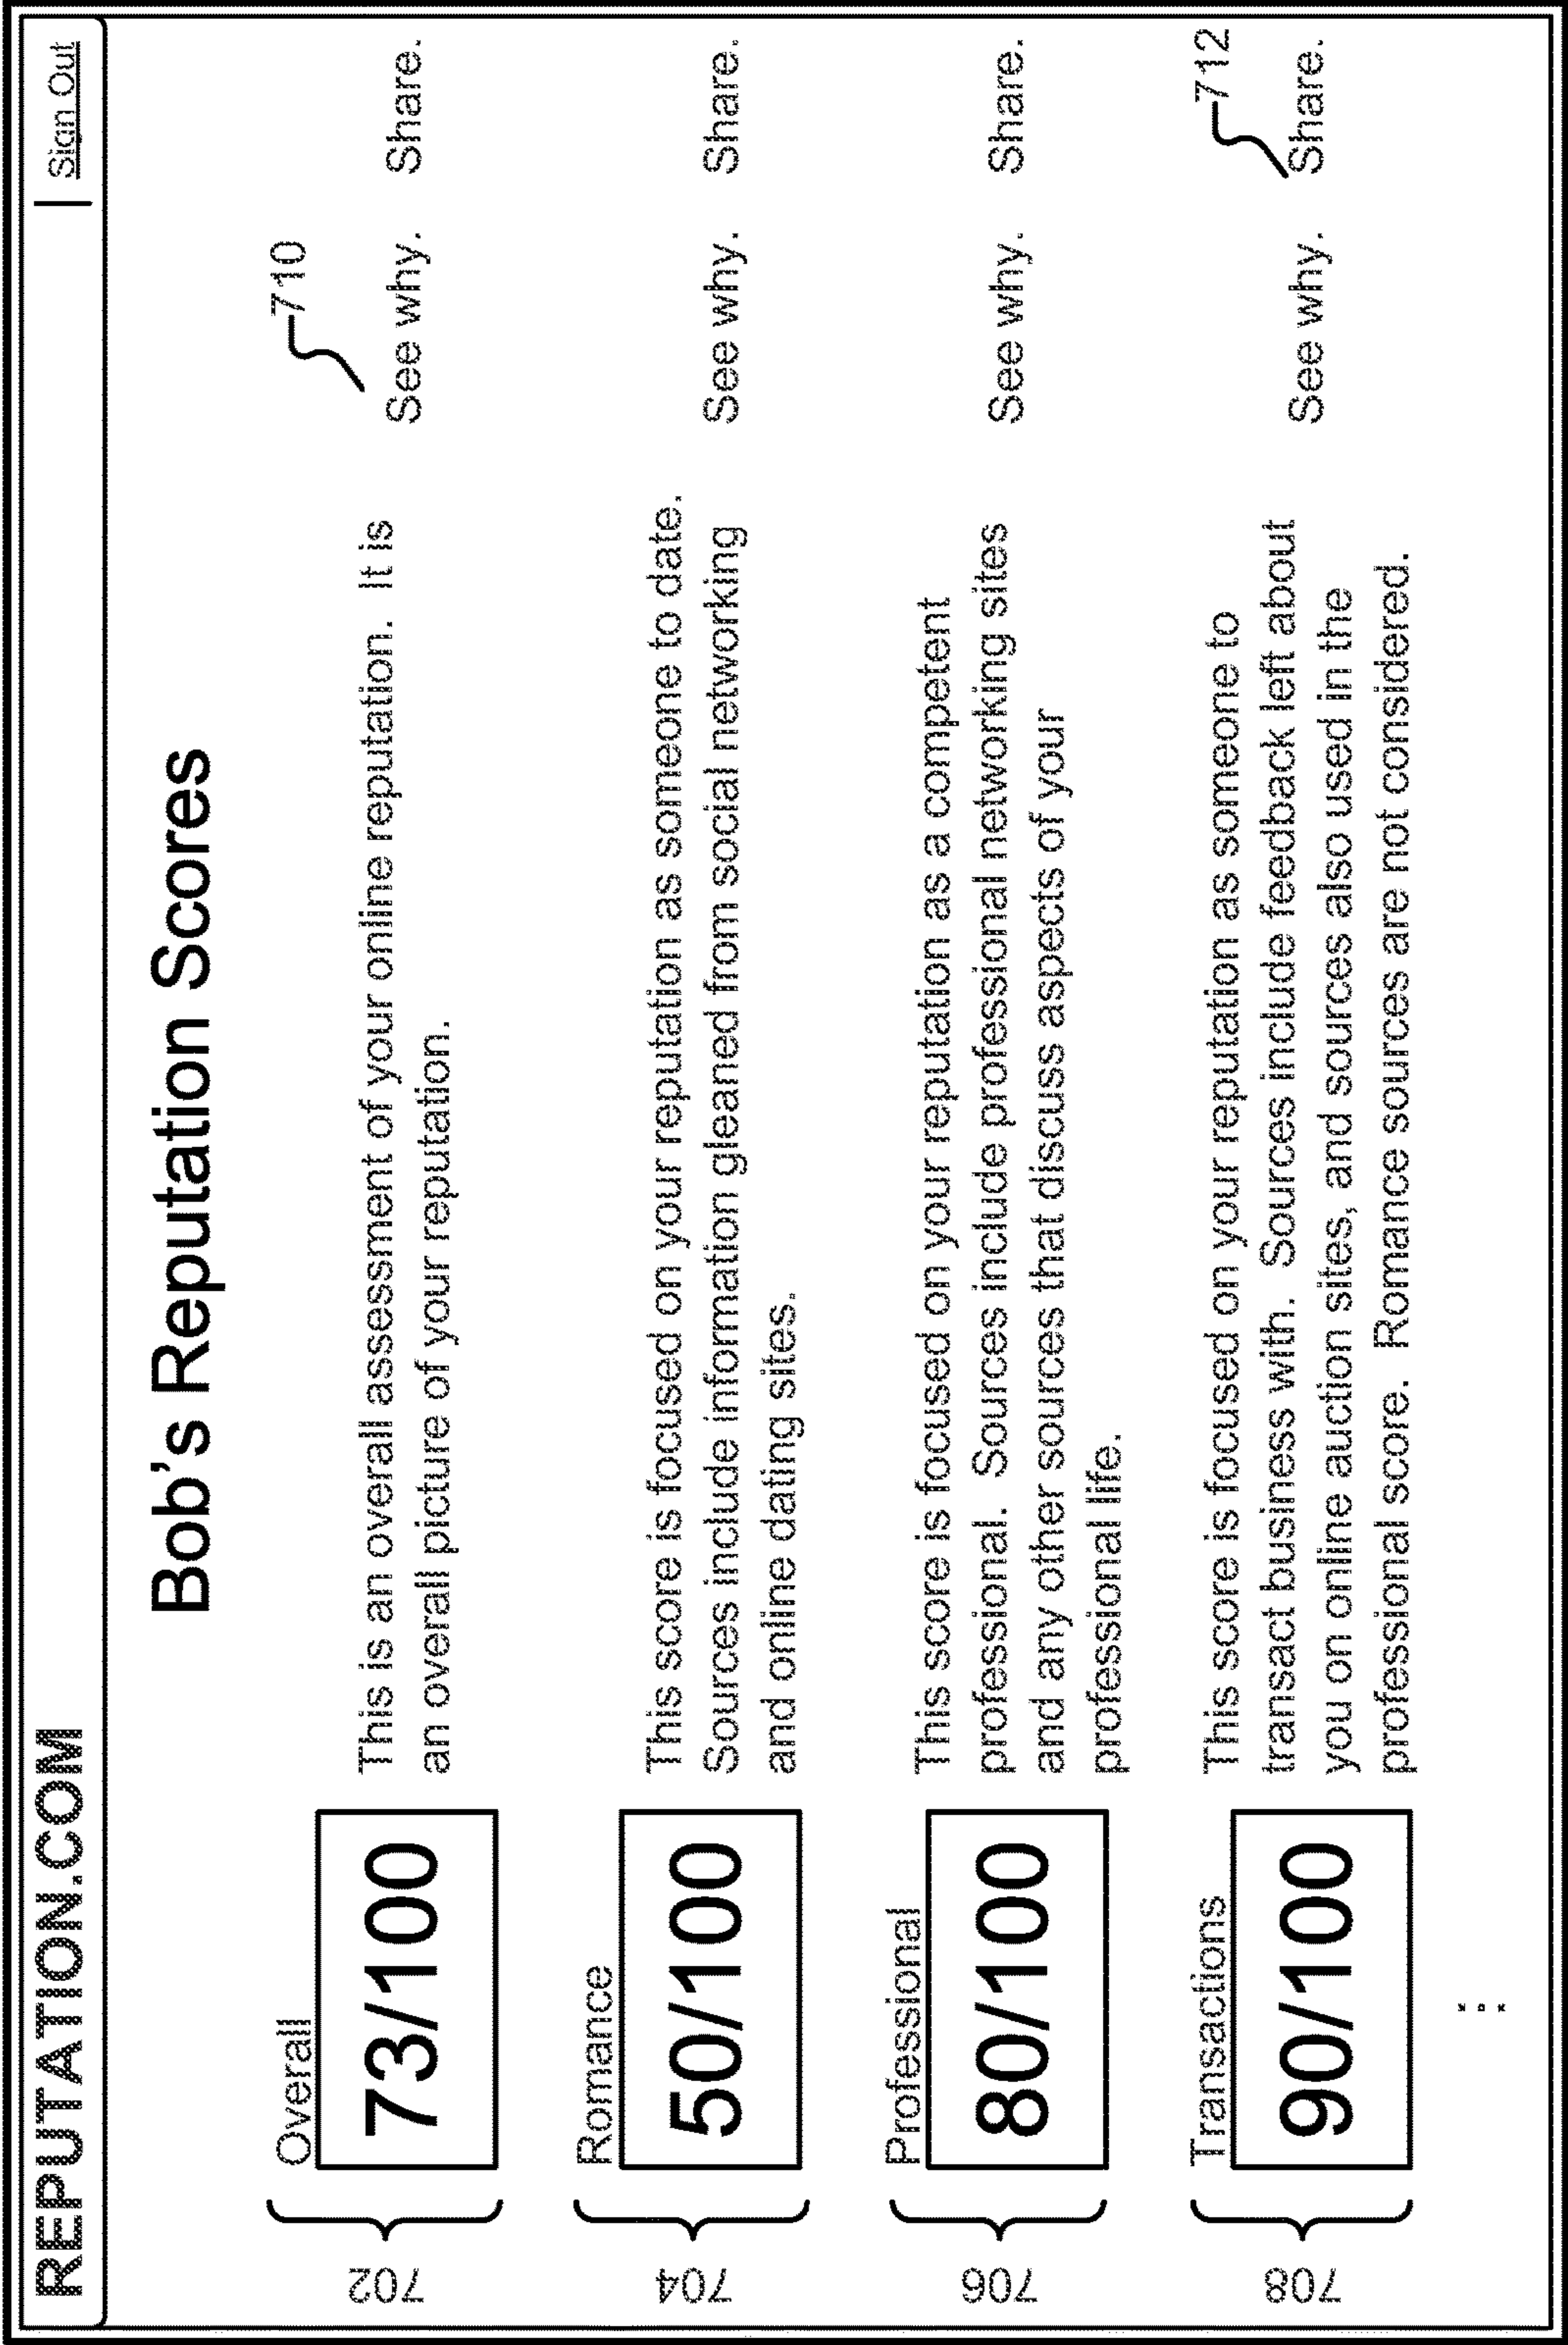 REPUTATION.COM
Sign Out
Bob's Reputation Scores
702
Overall
73/100
This is an overall assessment of your online reputation. It is
an overall picture of your reputation.
710
See why. Share.
704
Romance
50/100
This score is focused on your reputation as someone to date.
Sources include information gleaned from social networking
and online dating sites.
See why. Share.
706
Professional
80/100
This score is focused on your reputation as a competent
professional. Sources include professional networking sites
and any other sources that discuss aspects of your
professional life.
See why. Share.
708
Transactions
90/100
This score is focused on your reputation as someone to
transact business with. Sources include feedback left about
you on online auction sites, and sources also used in the
professional score. Romance sources are not considered.
712
See why. Share.